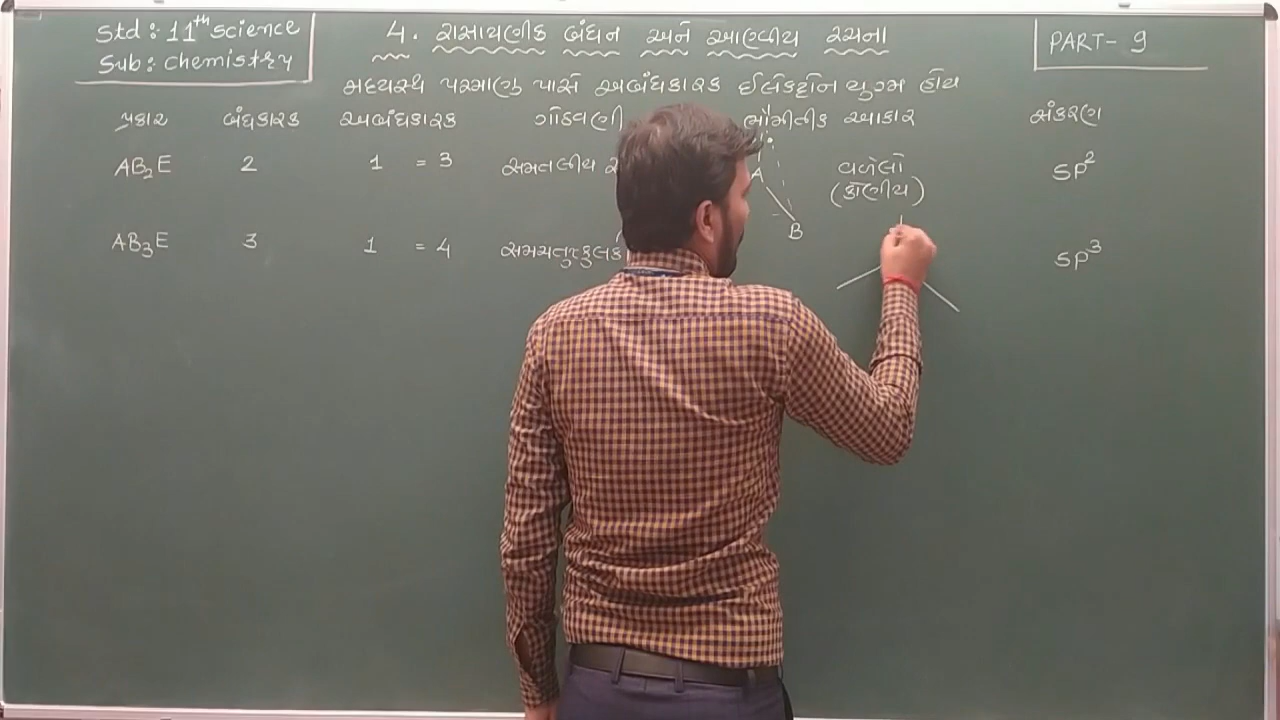 Std : 11th science
Sub : chemistry
4. રાસાયણીક બંધન અને આણ્વીય રચના
PART- 9
મધ્યસ્થ પરમાણુ પાસે અબંધકારક ઈલેકટ્રોન યુગ્મ હોય
પ્રકાર બંધકારક અબંધકારક ગોઠવણી ભૌમીતીક આકાર સંકરણ
AB2E 2 1 = 3 સમતલીય A વળેલો SP2
(કોણીય)
B
AB3E 3 1 = 4 સમચતુષ્ફલક SP3